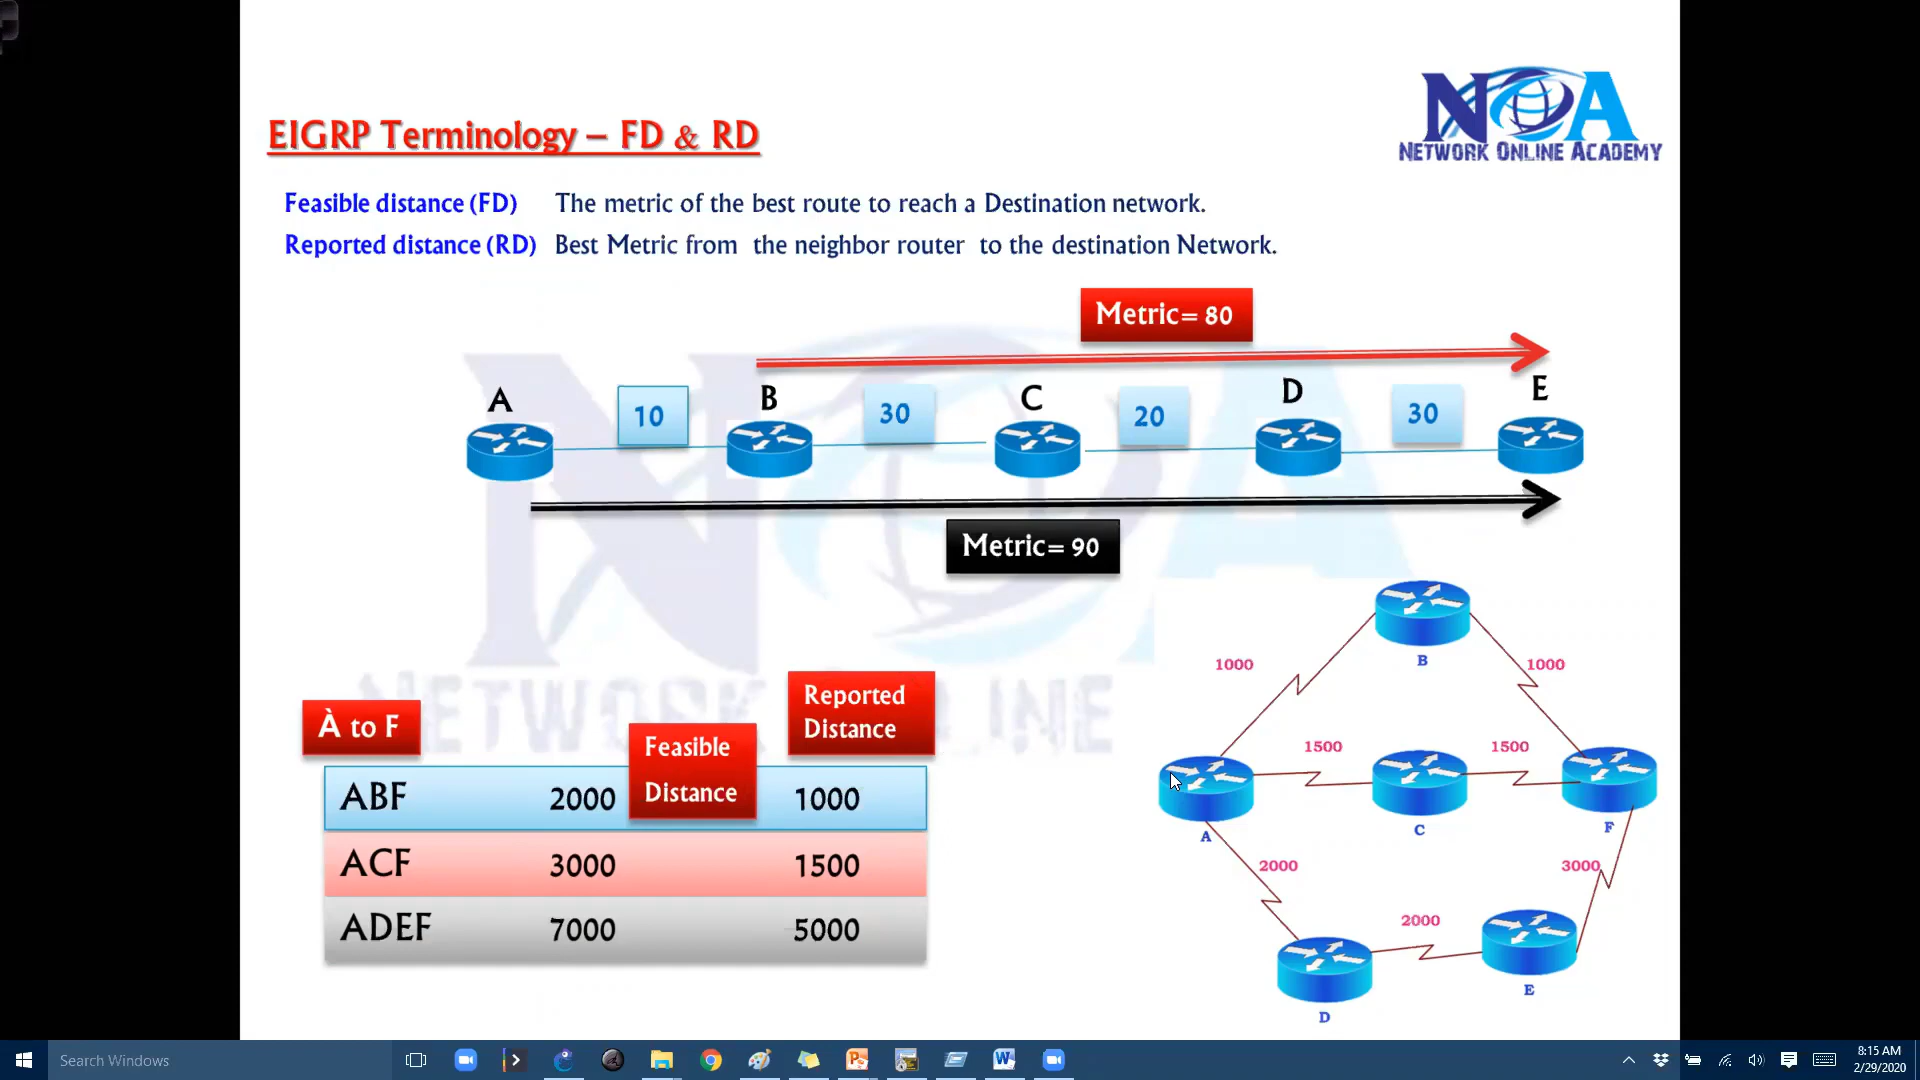 EIGRP Terminology – FD & RD
NOA
NETWORK ONLINE ACADEMY
Feasible distance (FD) The metric of the best route to reach a Destination network.
Reported distance (RD) Best Metric from the neighbor router to the destination Network.
Metric= 80
A 10 B 30 C 20 D 30 E
Metric= 90
À to F
Feasible
Distance
Reported
Distance
ABF 2000 1000
ACF 3000 1500
ADEF 7000 5000
B
1000 1000
1500 1500
A C F
2000 3000
2000
E
D
NETWORK ONLINE
Search Windows
8:15 AM
2/29/2020